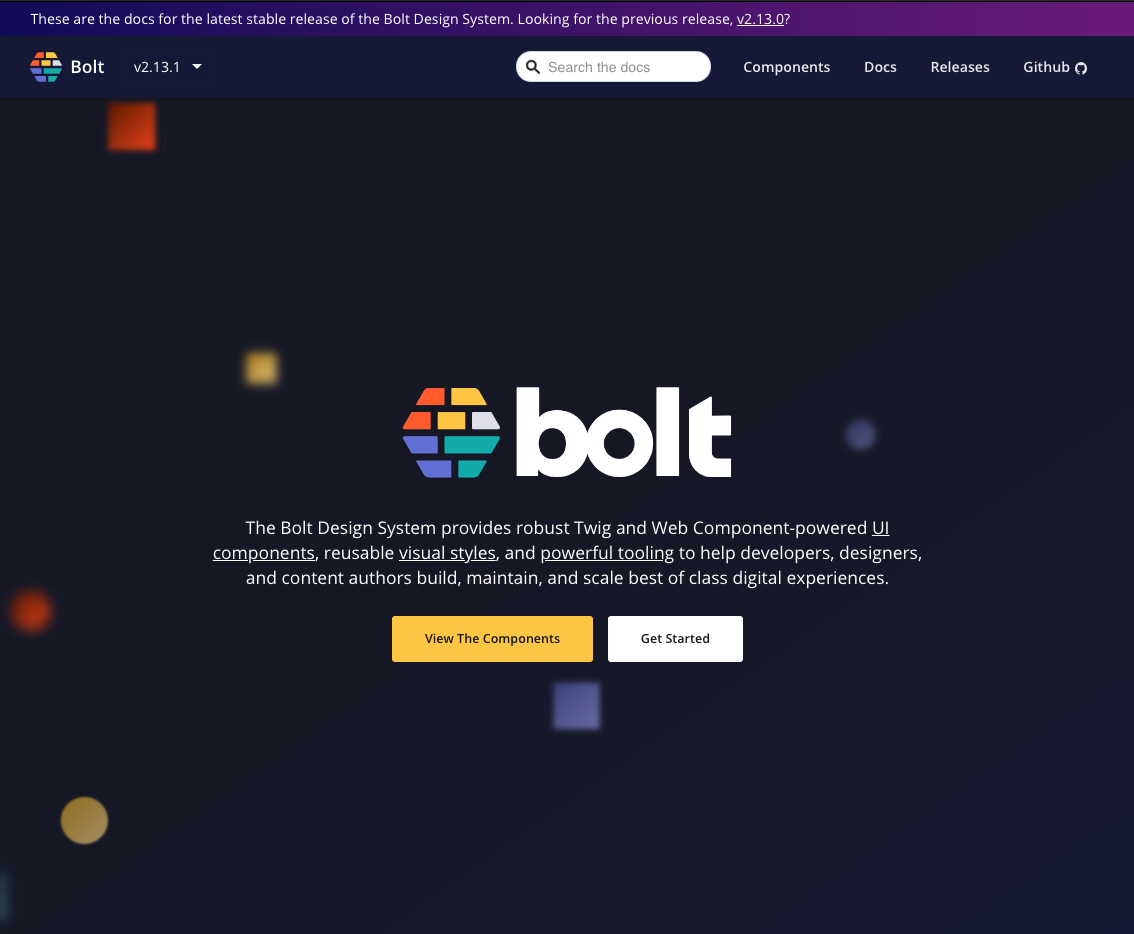 These are the docs for the latest stable release of the Bolt Design System. Looking for the previous release, v2.13.0?
Bolt
v2.13.1
Search the docs
Components
Docs
Releases
Github
bolt
The Bolt Design System provides robust Twig and Web Component-powered UI
components, reusable visual styles, and powerful tooling to help developers, designers,
and content authors build, maintain, and scale best of class digital experiences.
View The Components
Get Started